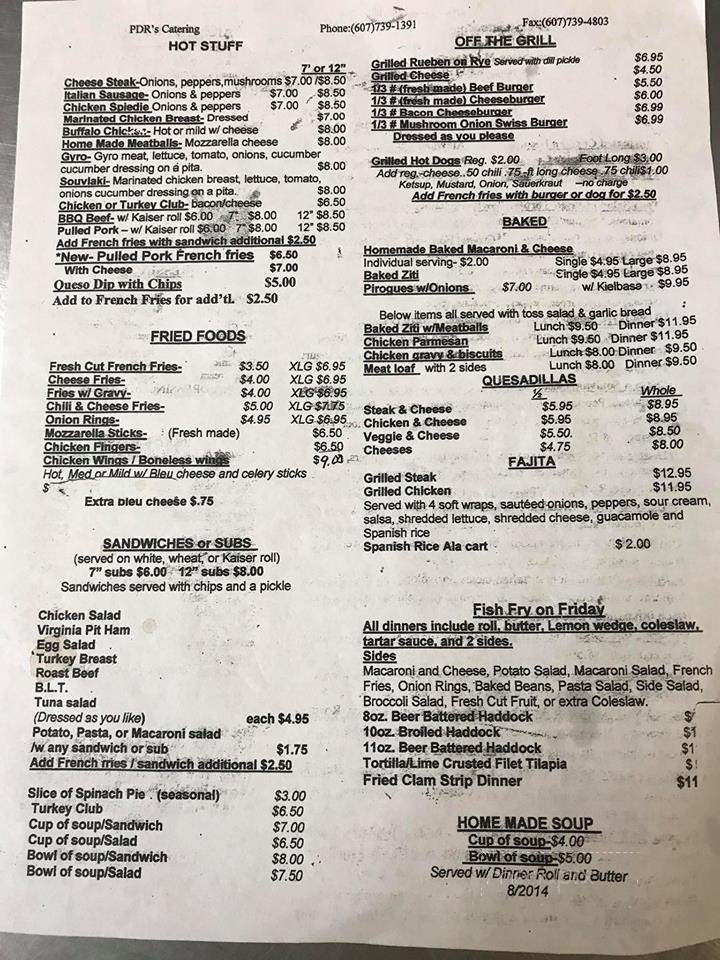 PDR's Catering
Phone:(607)739-1391
Fax:(607)739-4803
HOT STUFF
7' or 12"
Cheese Steak-Onions, peppers,mushrooms $7.00 /$8.50
Italian Sausage- Onions & peppers $7.00 $8.50
Chicken Spiedie Onions & peppers $7.00 $8.50
Marinated Chicken Breast- Dressed $7.00
Buffalo Hot or mild w/ cheese $8.00
Home Made Meatballs- Mozzarella cheese $8.00
Gyro- Gyro meat, lettuce, tomato, onions, cucumber
cucumber dressing on a pita. $8.00
Souvlaki- Marinated chicken breast, lettuce, tomato,
onions cucumber dressing on a pita. $8.00
Chicken or Turkey Club- bacon/cheese $6.50
BBQ Beef- w/ Kaiser roll $6.00 7" $8.00 12" $8.50
Pulled Pork – w/ Kaiser roll $6.00 7" $8.00 12" $8.50
Add French fries with sandwich additional $2.50
*New- Pulled Pork French fries $6.50
With Cheese $7.00
Queso Dip with Chips $5.00
Add to French Fries for add'tl. $2.50
FRIED FOODS
Fresh Cut French Fries- $3.50 XLG $6.95
Cheese Fries- $4.00 XLG $6.95
Fries w/ Gravy- $4.00 XLG $6.95
Chili & Cheese Fries- $5.00 XLG $7.75
Onion Rings- $4.95 XLG $6.95
Mozzarella Sticks- (Fresh made) $6.50
Chicken Fingers- $6.50
Chicken Wings / Boneless wings $9.00
Hot, Med or Mild w/ Bleu cheese and celery sticks
$
Extra bleu cheese $.75
SANDWICHES or SUBS
(served on white, wheat, or Kaiser roll)
7" subs $6.00 12" subs $8.00
Sandwiches served with chips and a pickle
Chicken Salad
Virginia Pit Ham
Egg Salad
Turkey Breast
Roast Beef
B.L.T.
Tuna salad
(Dressed as you like) each $4.95
Potato, Pasta, or Macaroni salad
/w any sandwich or sub $1.75
Add French fries / sandwich additional $2.50
Slice of Spinach Pie . (seasonal) $3.00
Turkey Club $6.50
Cup of soup/Sandwich $7.00
Cup of soup/Salad $6.50
Bowl of soup/Sandwich $8.00
Bowl of soup/Salad $7.50
OFF THE GRILL
Grilled Rueben on Rye Served with dill pickle $6.95
Grilled Cheese $4.50
1/3 # (fresh made) Beef Burger $5.50
1/3 # (fresh made) Cheeseburger $6.00
1/3 # Bacon Cheeseburger $6.99
1/3 # Mushroom Onion Swiss Burger $6.99
Dressed as you please
Grilled Hot Dogs Reg. $2.00 Foot Long $3.00
Add reg.-cheese..50 chili .75 -ft long cheese .75 chili$1.00
Ketsup, Mustard, Onion, Sauerkraut –no charge
Add French fries with burger or dog for $2.50
BAKED
Homemade Baked Macaroni & Cheese
Individual serving- $2.00 Single $4.95 Large $8.95
Baked Ziti Single $4.95 Large $8.95
Pirogues w/Onions $7.00 w/ Kielbasa $9.95
Below items all served with toss salad & garlic bread
Baked Ziti w/Meatballs Lunch $9.50 Dinner $11.95
Chicken Parmesan Lunch $9.50 Dinner $11.95
Chicken gravy & biscuits Lunch $8.00 Dinner $9.50
Meat loaf with 2 sides Lunch $8.00 Dinner $9.50
QUESADILLAS
½ Whole
Steak & Cheese $5.95 $8.95
Chicken & Cheese $5.95 $8.95
Veggie & Cheese $5.50. $8.50
Cheeses $4.75 $8.00
FAJITA
Grilled Steak $12.95
Grilled Chicken $11.95
Served with 4 soft wraps, sautéed onions, peppers, sour cream,
salsa, shredded lettuce, shredded cheese, guacamole and
Spanish rice
Spanish Rice Ala cart $ 2.00
Fish Fry on Friday
All dinners include roll, butter, Lemon wedge, coleslaw,
tartar sauce, and 2 sides.
Sides
Macaroni and Cheese, Potato Salad, Macaroni Salad, French
Fries, Onion Rings, Baked Beans, Pasta Salad, Side Salad,
Broccoli Salad, Fresh Cut Fruit, or extra Coleslaw.
8oz. Beer Battered Haddock $
10oz. Broiled Haddock $1
11oz. Beer Battered Haddock $1
Tortilla/Lime Crusted Filet Tilapia $
Fried Clam Strip Dinner $11
HOME MADE SOUP
Cup of soup-$4.00
Bowl of soup-$5.00
Served w/ Dinner Roll and Butter
8/2014